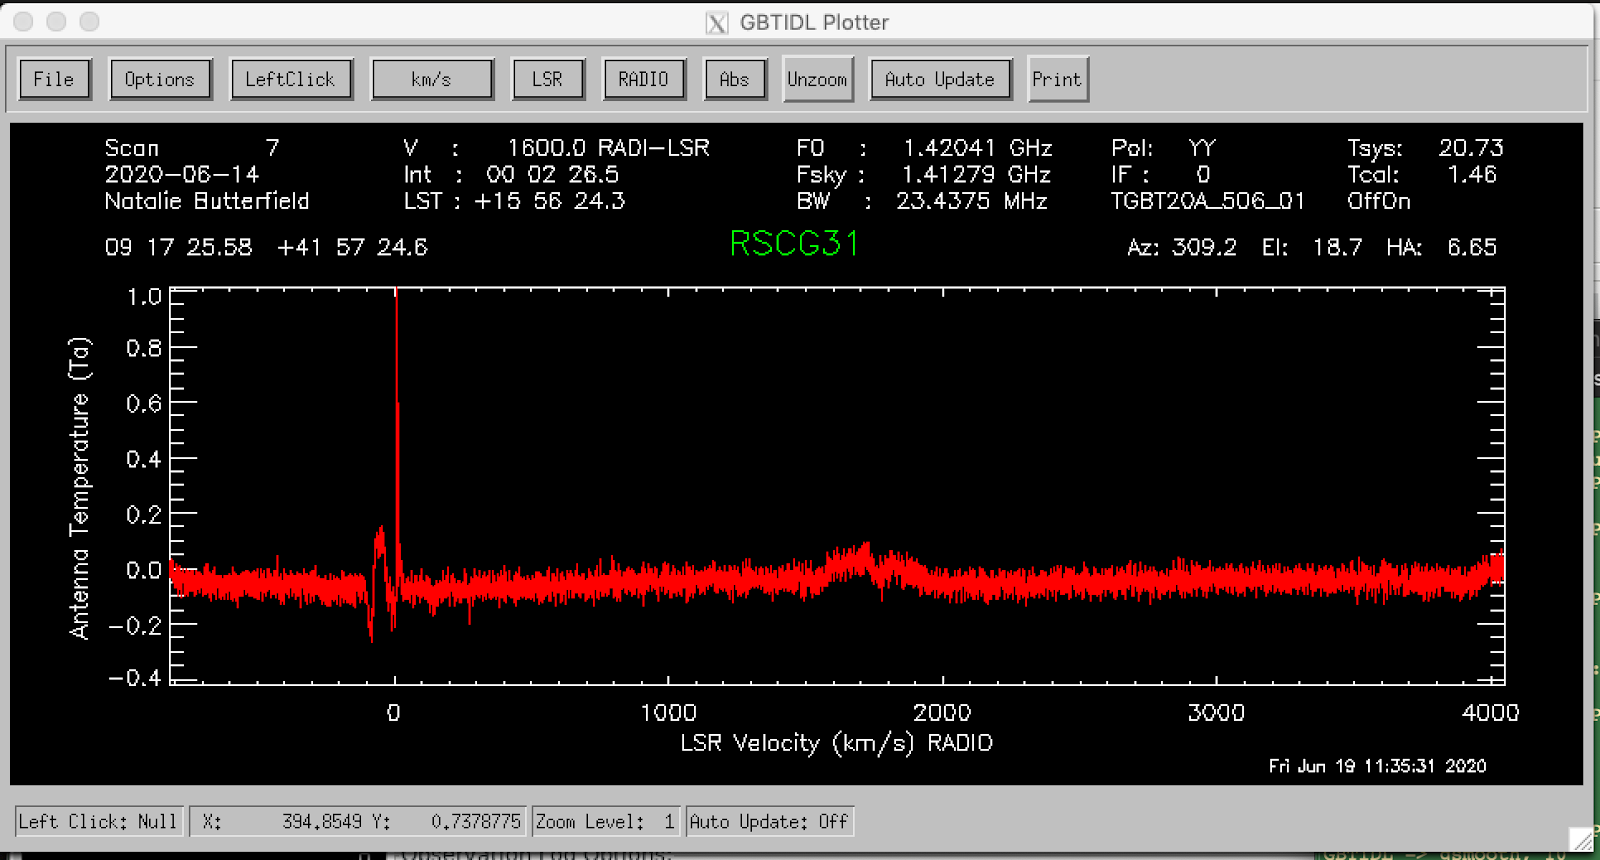 GBTIDL Plotter
File Options LeftClick km/s LSR RADIO Abs Unzoom Auto Update Print
Scan 7 V : 1600.0 RADI-LSR F0 : 1.42041 GHz Pol: YY Tsys: 20.73
2020-06-14 Int : 00 02 26.5 Fsky : 1.41279 GHz IF : 0 Tcal: 1.46
Natalie Butterfield LST : +15 56 24.3 BW : 23.4375 MHz TGBT20A_506_01 OffOn
09 17 25.58 +41 57 24.6 RSCG31 Az: 309.2 El: 18.7 HA: 6.65
Antenna Temperature (Ta)
1.0
0.8
0.6
0.4
0.2
0.0
-0.2
-0.4
0 1000 2000 3000 4000
LSR Velocity (km/s) RADIO
Fri Jun 19 11:35:31 2020
Left Click: Null X: 394.8549 Y: 0.7378775 Zoom Level: 1 Auto Update: Off